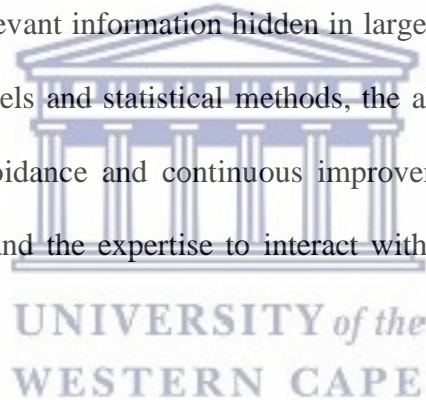 evant information hidden in large
els and statistical methods, the a
oidance and continuous improver
nd the expertise to interact with
UNIVERSITY of the
WESTERN CAPE